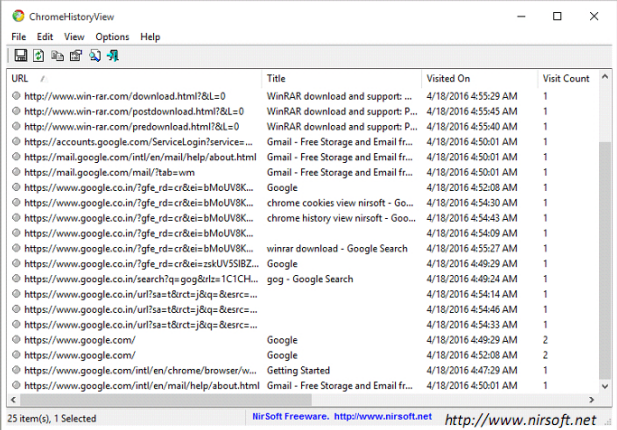 ChromeHistoryView
File Edit View Options Help
URL / Title Visited On Visit Count
http://www.win-rar.com/download.html?&L=0 WinRAR download and support: ... 4/18/2016 4:55:29 AM 1
http://www.win-rar.com/postdownload.html?&L=0 WinRAR download and support: P... 4/18/2016 4:55:45 AM 1
http://www.win-rar.com/predownload.html?&L=0 WinRAR download and support: P... 4/18/2016 4:55:40 AM 1
https://accounts.google.com/ServiceLogin?service=... Gmail - Free Storage and Email fr... 4/18/2016 4:50:01 AM 1
https://mail.google.com/intl/en/mail/help/about.html Gmail - Free Storage and Email fr... 4/18/2016 4:50:01 AM 1
https://mail.google.com/mail/?tab=wm Gmail - Free Storage and Email fr... 4/18/2016 4:50:01 AM 1
https://www.google.co.in/?gfe_rd=cr&ei=bMoUV8K... Google 4/18/2016 4:52:08 AM 1
https://www.google.co.in/?gfe_rd=cr&ei=bMoUV8K... chrome cookies view nirsoft - Go... 4/18/2016 4:54:30 AM 1
https://www.google.co.in/?gfe_rd=cr&ei=bMoUV8K... chrome history view nirsoft - Goo... 4/18/2016 4:54:43 AM 1
https://www.google.co.in/?gfe_rd=cr&ei=bMoUV8K... 4/18/2016 4:54:09 AM 1
https://www.google.co.in/?gfe_rd=cr&ei=bMoUV8K... winrar download - Google Search 4/18/2016 4:55:27 AM 1
https://www.google.co.in/?gfe_rd=cr&ei=zskUV5SIBZ... Google 4/18/2016 4:49:29 AM 1
https://www.google.co.in/search?q=gog&rlz=1C1CH... gog - Google Search 4/18/2016 4:49:24 AM 1
https://www.google.co.in/url?sa=t&rct=j&q=&esrc=... 4/18/2016 4:54:14 AM 1
https://www.google.co.in/url?sa=t&rct=j&q=&esrc=... 4/18/2016 4:54:46 AM 1
https://www.google.co.in/url?sa=t&rct=j&q=&esrc=... 4/18/2016 4:54:33 AM 1
https://www.google.com/ Google 4/18/2016 4:49:29 AM 2
https://www.google.com/ Google 4/18/2016 4:52:08 AM 2
https://www.google.com/intl/en/chrome/browser/w... Getting Started 4/18/2016 4:47:29 AM 1
https://www.google.com/intl/en/mail/help/about.html Gmail - Free Storage and Email fr... 4/18/2016 4:50:01 AM 1
25 item(s), 1 Selected NirSoft Freeware. http://www.nirsoft.net http://www.nirsoft.net